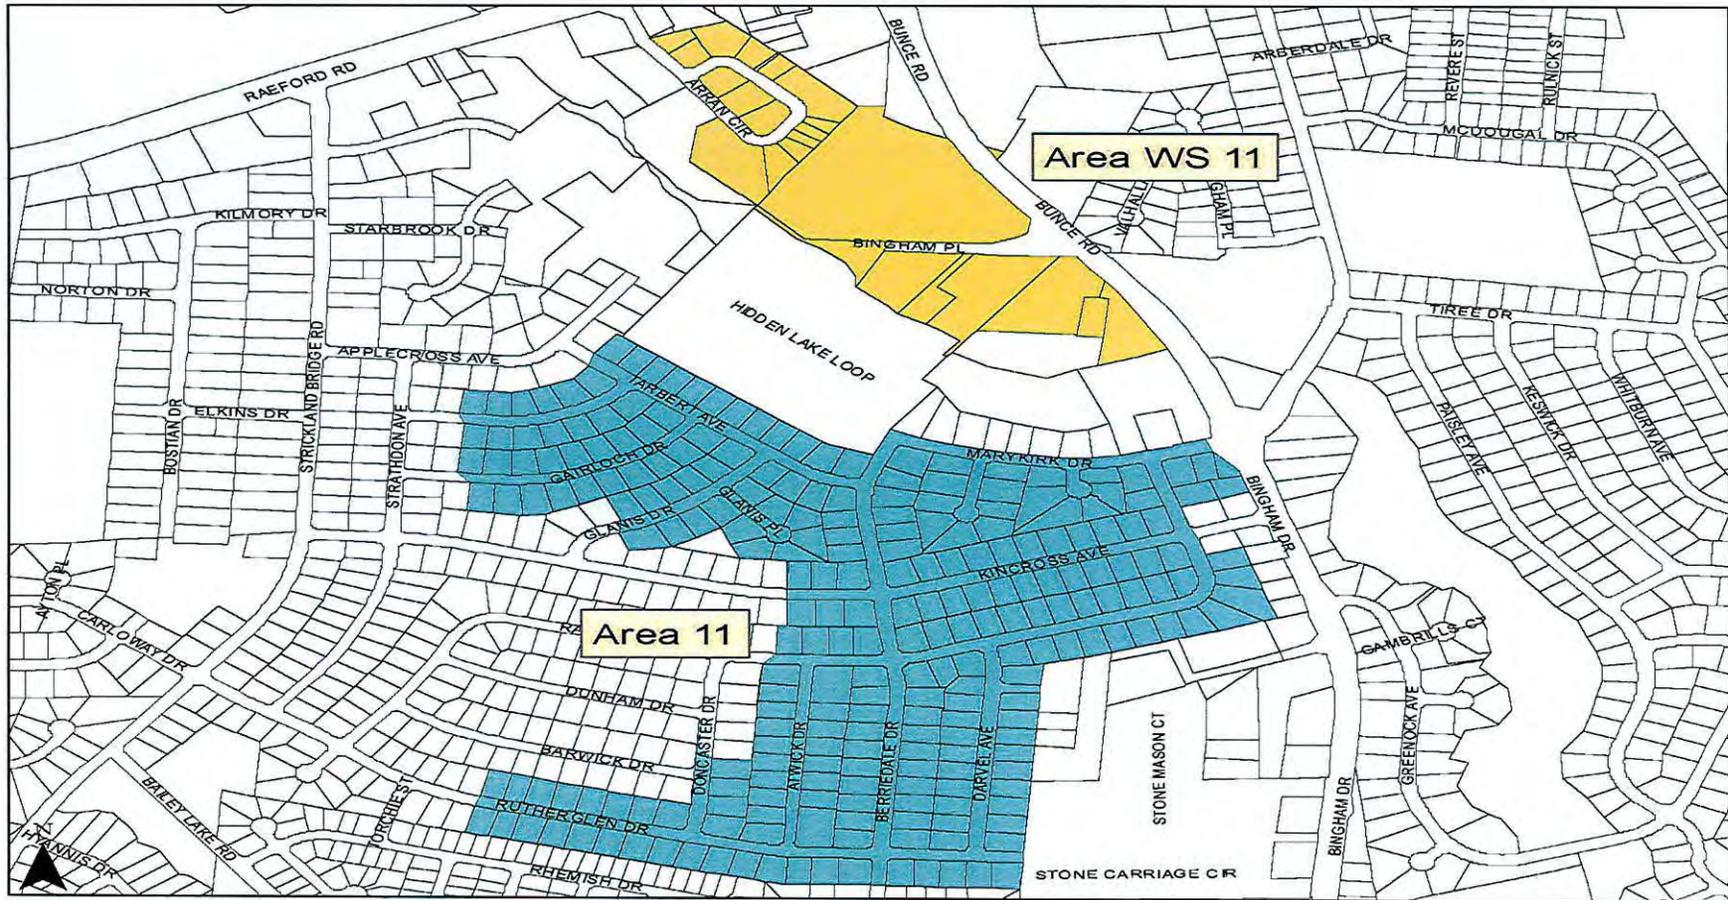 RAEFORD RD
BUNCE RD
ARBERDALE DR
REVERE ST
RULNICK ST
MCDOUGAL DR
ARRAN CIR
Area WS 11
VALHALL
GHAM PL
KILMORY DR
STARBROOK DR
BUNCE RD
BINGHAM PL
NORTON DR
TIREE DR
HIDDEN LAKE LOOP
STRICKLAND BRIDGE RD
APPLECROSS AVE
TARBERT AVE
ELKINS DR
BOSTIAN DR
STRATHDON AVE
PAISLEY AVE
KESWICK DR
WHITBURN AVE
GAIRLOCH DR
MARYKIRK DR
GLANIS DR
GLANIS PL
BINGHAM DR
KINCROSS AVE
AYTON PL
CARLOWAY DR
RE
Area 11
GAMBRILLS CT
DUNHAM DR
DONCASTER DR
BARWICK DR
ALWICK DR
BERRIEDALE DR
DARVEL AVE
STONE MASON CT
GREENOCK AVE
BAILEY LAKE RD
TORCHIE ST
RUTHERGLEN DR
BINGHAM DR
HYANNIS DR
N
RHEMISH DR
STONE CARRIAGE CIR